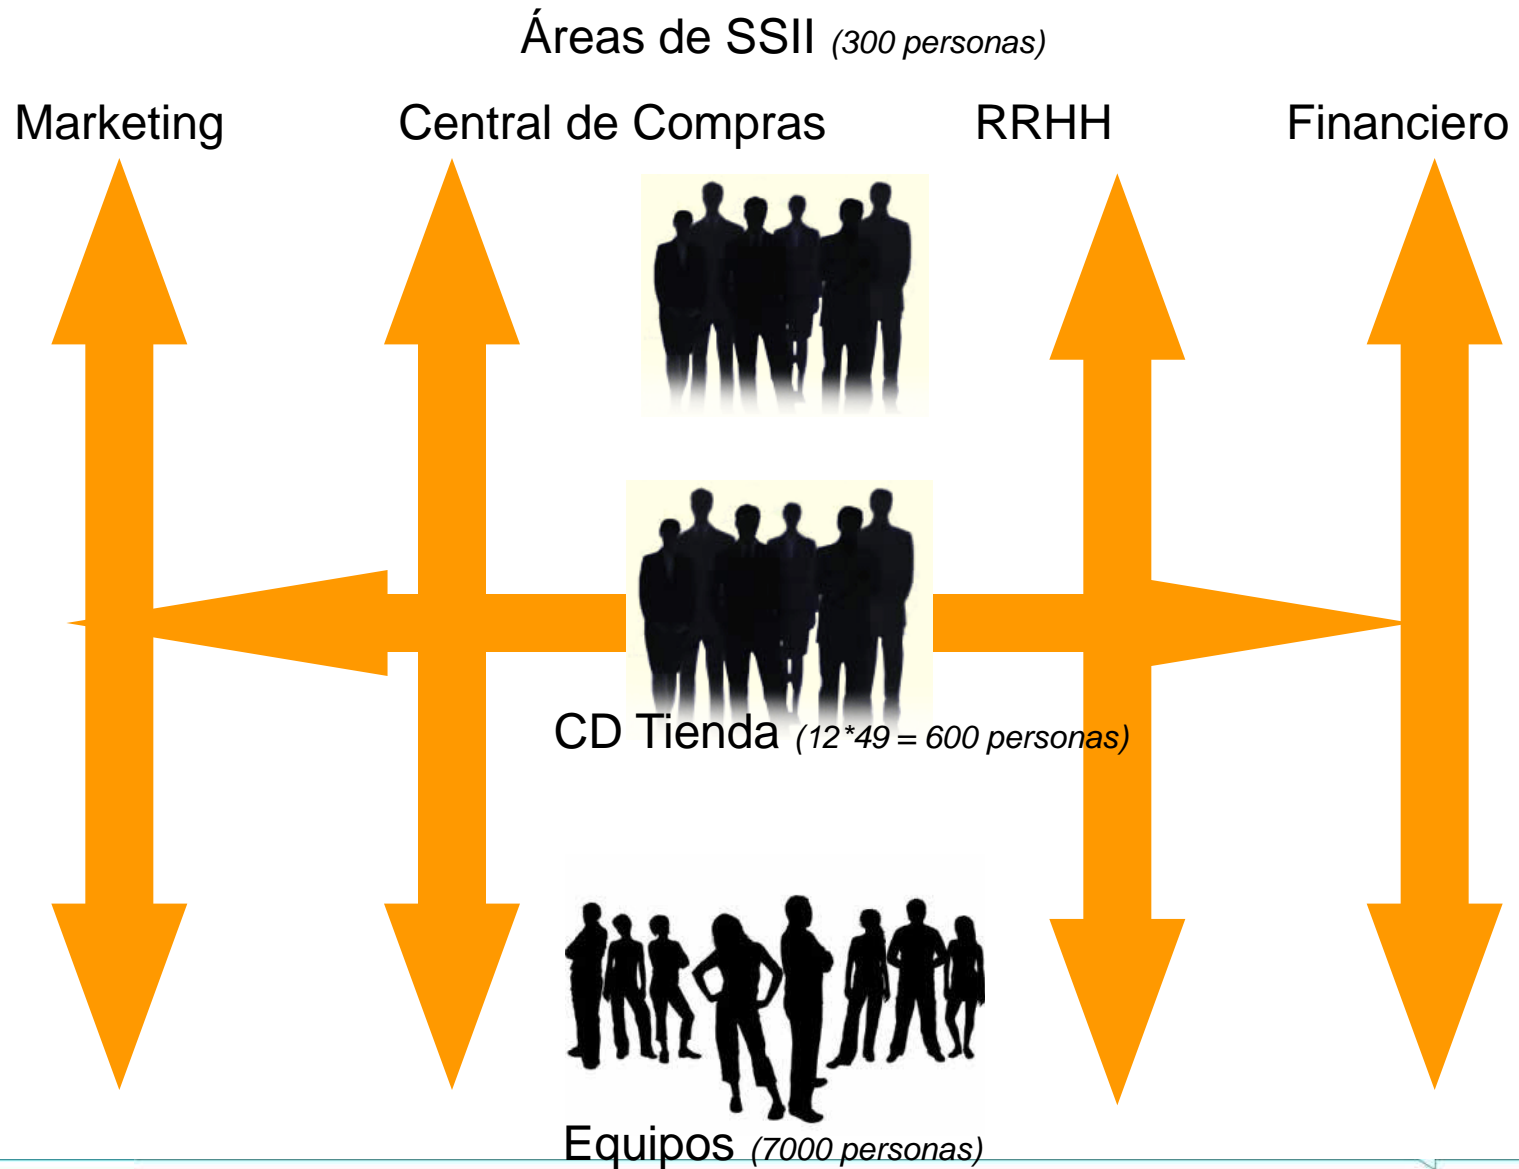 Áreas de SSII (300 personas)
Marketing Central de Compras RRHH Financiero
CD Tienda (12*49 = 600 personas)
Equipos (7000 personas)